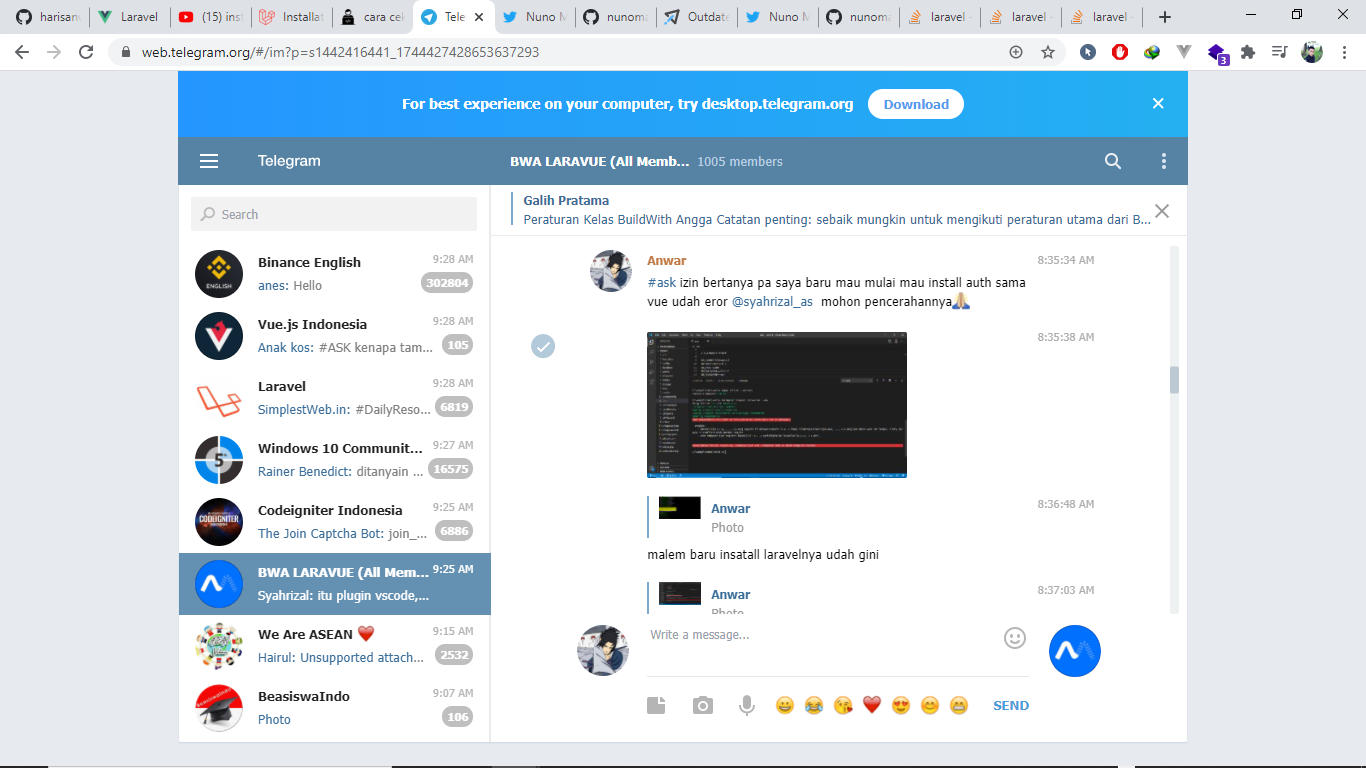 harisan
Laravel
(15) inst
Installat
cara cek
Tele
Nuno M
nunoma
Outdate
Nuno M
nunoma
laravel -
laravel -
laravel -
web.telegram.org/#/im?p=s1442416441_1744427428653637293
3
For best experience on your computer, try desktop.telegram.org
Download
Telegram
BWA LARAVUE (All Memb...
1005 members
Search
Binance English
9:28 AM
anes: Hello
302804
ENGLISH
Vue.js Indonesia
9:28 AM
Anak kos: #ASK kenapa tam...
105
Laravel
9:28 AM
SimplestWeb.in: #DailyReso...
6819
5
Windows 10 Communit...
9:27 AM
Rainer Benedict: ditanyain ...
16575
CODEIGNITER
Codeigniter Indonesia
9:25 AM
The Join Captcha Bot: join_...
6886
BWA LARAVUE (All Mem...
9:25 AM
Syahrizal: itu plugin vscode,...
We Are ASEAN ❤️
9:15 AM
Hairul: Unsupported attach...
2532
BeasiswaIndo
9:07 AM
Photo
106
Galih Pratama
Peraturan Kelas BuildWith Angga Catatan penting: sebaik mungkin untuk mengikuti peraturan utama dari B...
Anwar
8:35:34 AM
#ask izin bertanya pa saya baru mau mulai mau install auth sama
vue udah eror @syahrizal_as mohon pencerahannya🙏
8:35:38 AM
Anwar
8:36:48 AM
Photo
malem baru insatall laravelnya udah gini
Anwar
8:37:03 AM
Photo
Write a message...
SEND